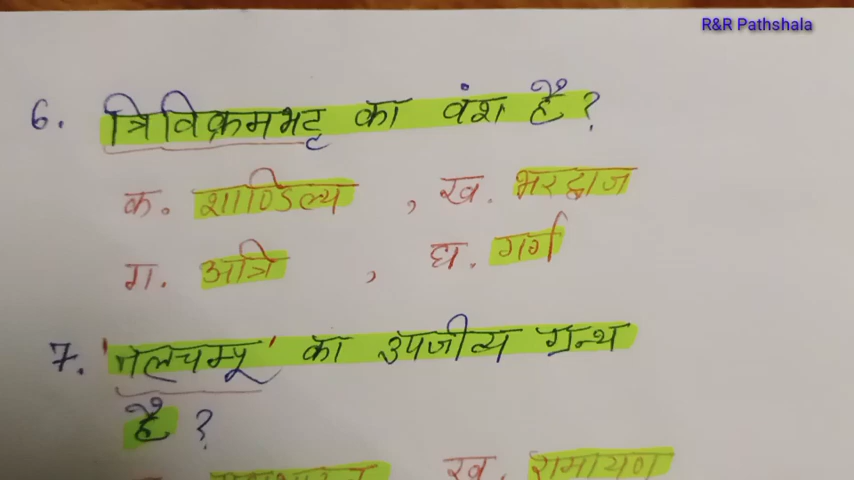 R&R Pathshala
6. त्रिविक्रमभट्ट का वंश है?
क. शाण्डिल्य , ख. भरद्वाज
ग. अत्रि , घ. गर्ग
7. 'नलचम्पू' का उपजीव्य ग्रन्थ
है?
ख. रामायण